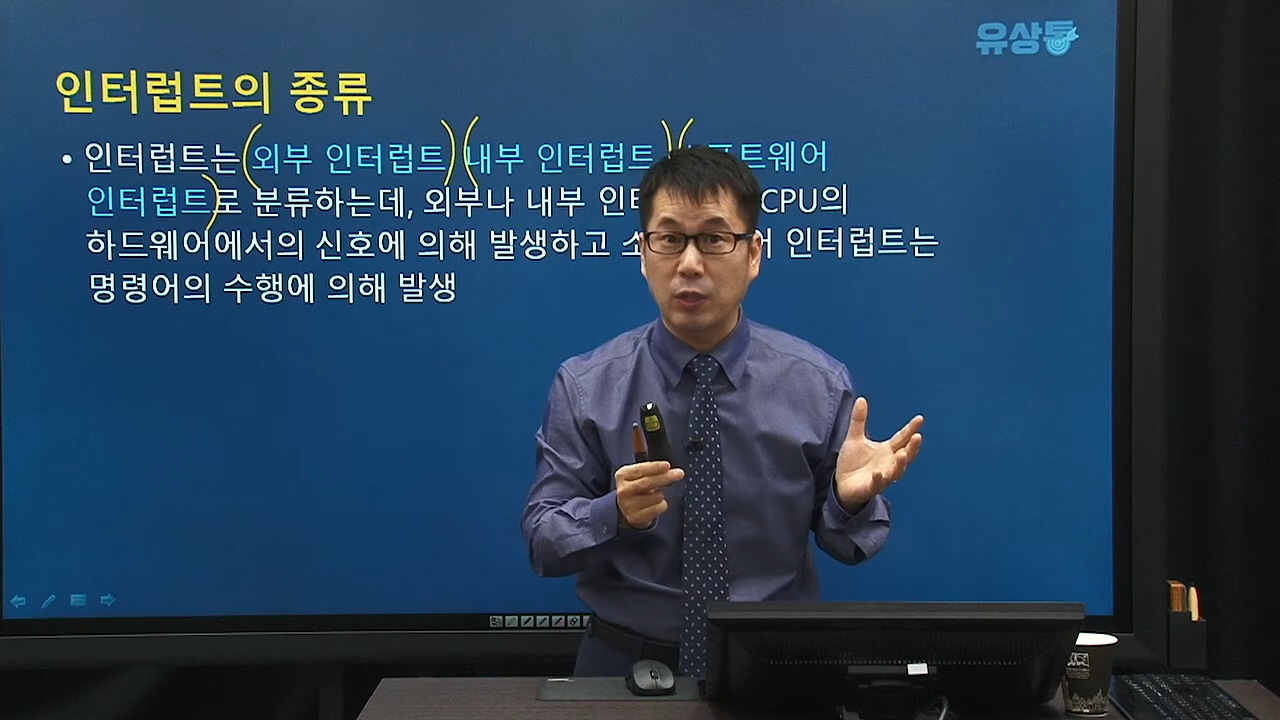 유상통
인터럽트의 종류
• 인터럽트는 외부 인터럽트 내부 인터럽트 웨어
인터럽트로 분류하는데, 외부나 내부 CPU의
하드웨어에서의 신호에 의해 발생하고 인터럽트는
명령어의 수행에 의해 발생